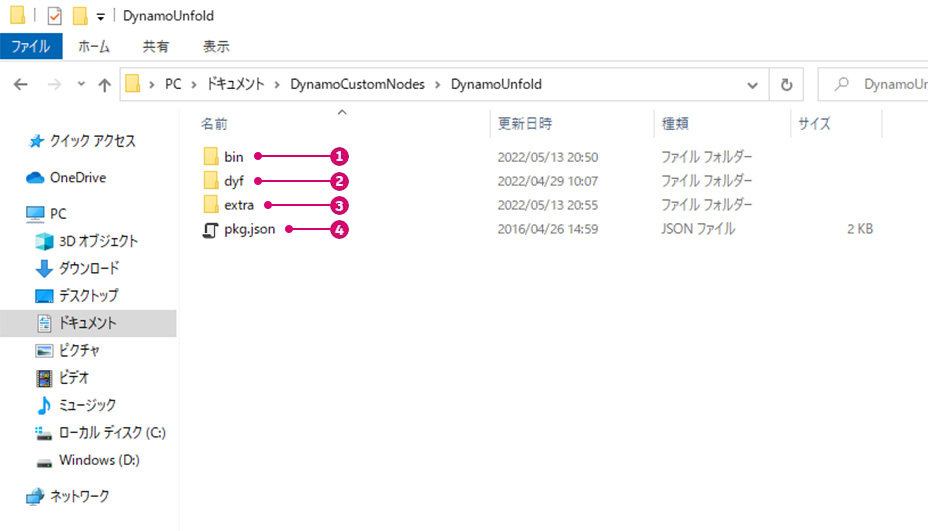 DynamoUnfold
ファイル ホーム 共有 表示
PC ドキュメント DynamoCustomNodes DynamoUnfold
名前 更新日時 種類 サイズ
bin 1 2022/05/13 20:50 ファイル フォルダー
dyf 2 2022/04/29 10:07 ファイル フォルダー
extra 3 2022/05/13 20:55 ファイル フォルダー
pkg.json 4 2016/04/26 14:59 JSON ファイル 2 KB
クイック アクセス
OneDrive
PC
3D オブジェクト
ダウンロード
デスクトップ
ドキュメント
ピクチャ
ビデオ
ミュージック
ローカル ディスク (C:)
Windows (D:)
ネットワーク